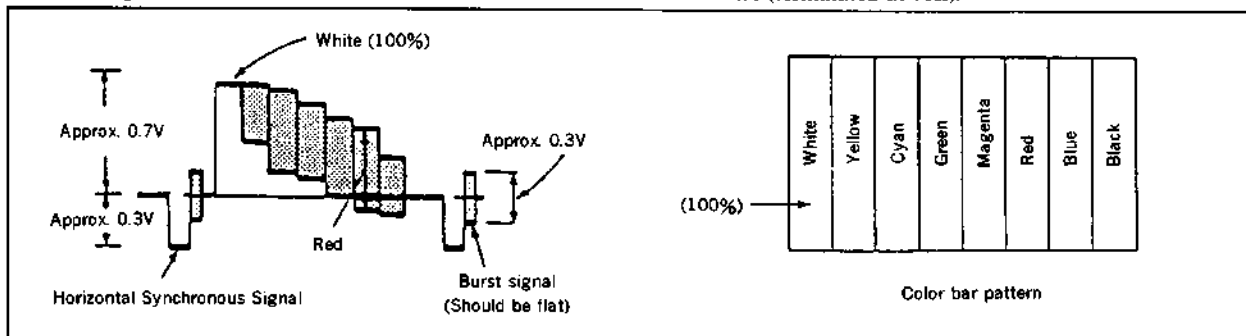 White (100%)
Approx. 0.7V
Approx. 0.3V
Approx. 0.3V
Red
Horizontal Synchronous Signal
Burst signal
(Should be flat)
(100%)
White
Yellow
Cyan
Green
Magenta
Red
Blue
Black
Color bar pattern